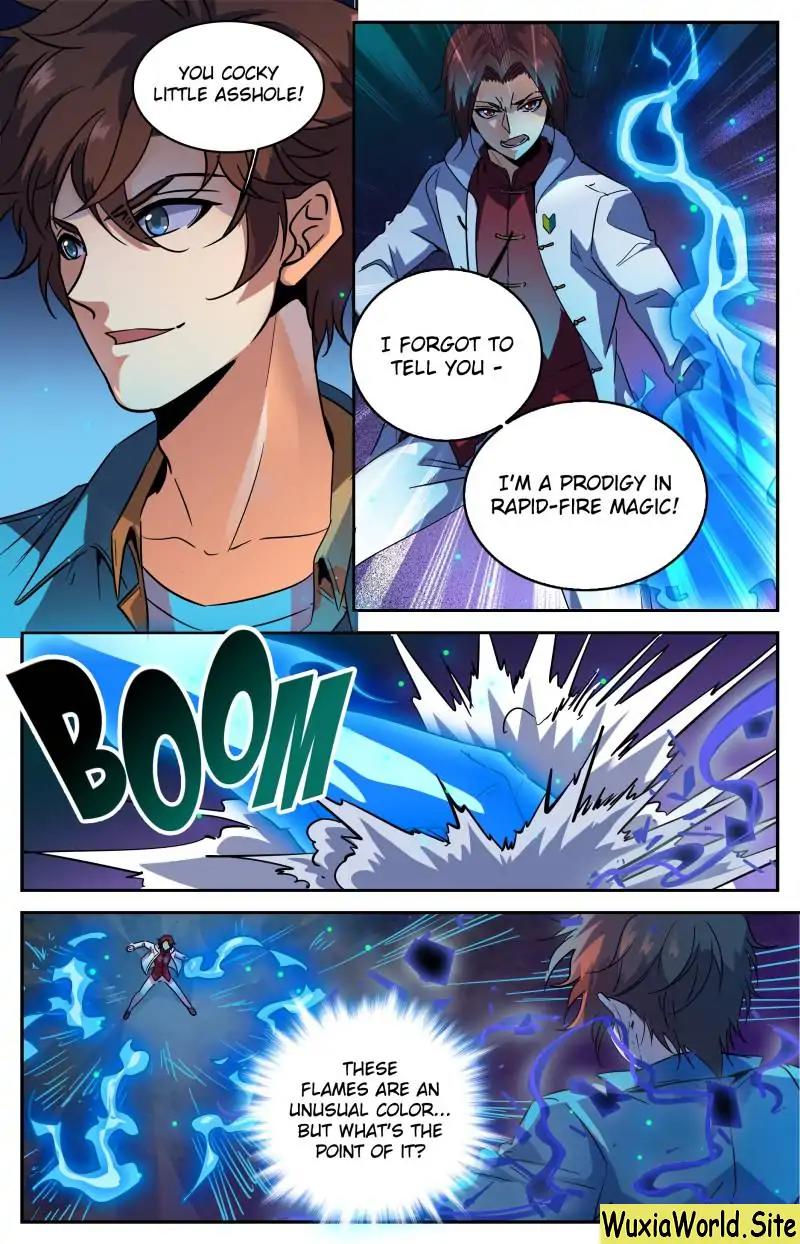 YOU COCKY
LITTLE ASSHOLE!
I FORGOT TO
TELL YOU -
I'M A PRODIGY IN
RAPID-FIRE MAGIC!
BOOM
THESE
FLAMES ARE AN
UNUSUAL COLOR...
BUT WHAT'S THE
POINT OF IT?
WuxiaWorld.Site